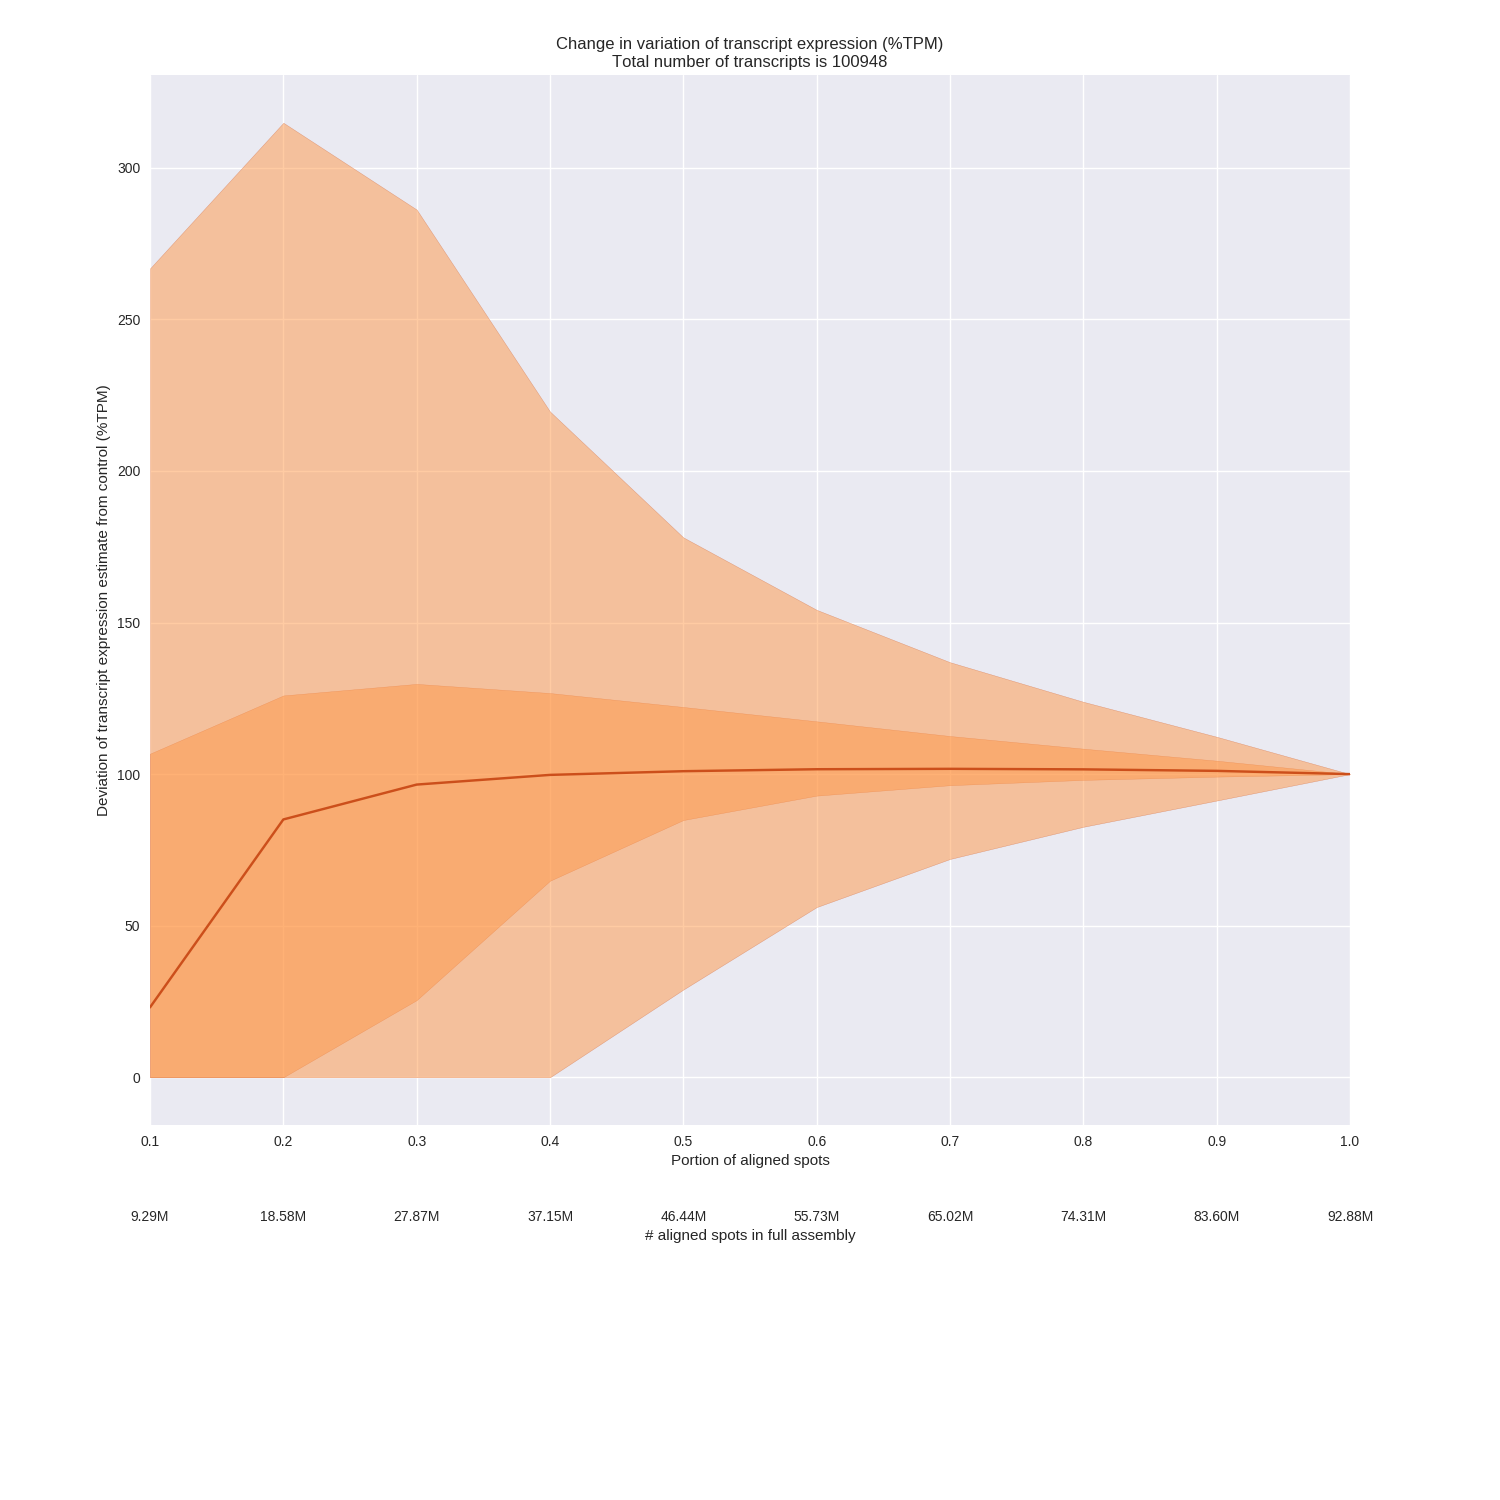 Change in variation of transcript expression (%TPM)
Total number of transcripts is 100948
Deviation of transcript expression estimate from control (%TPM)
300
250
200
150
100
50
0
0.1 0.2 0.3 0.4 0.5 0.6 0.7 0.8 0.9 1.0
Portion of aligned spots
9.29M 18.58M 27.87M 37.15M 46.44M 55.73M 65.02M 74.31M 83.60M 92.88M
# aligned spots in full assembly